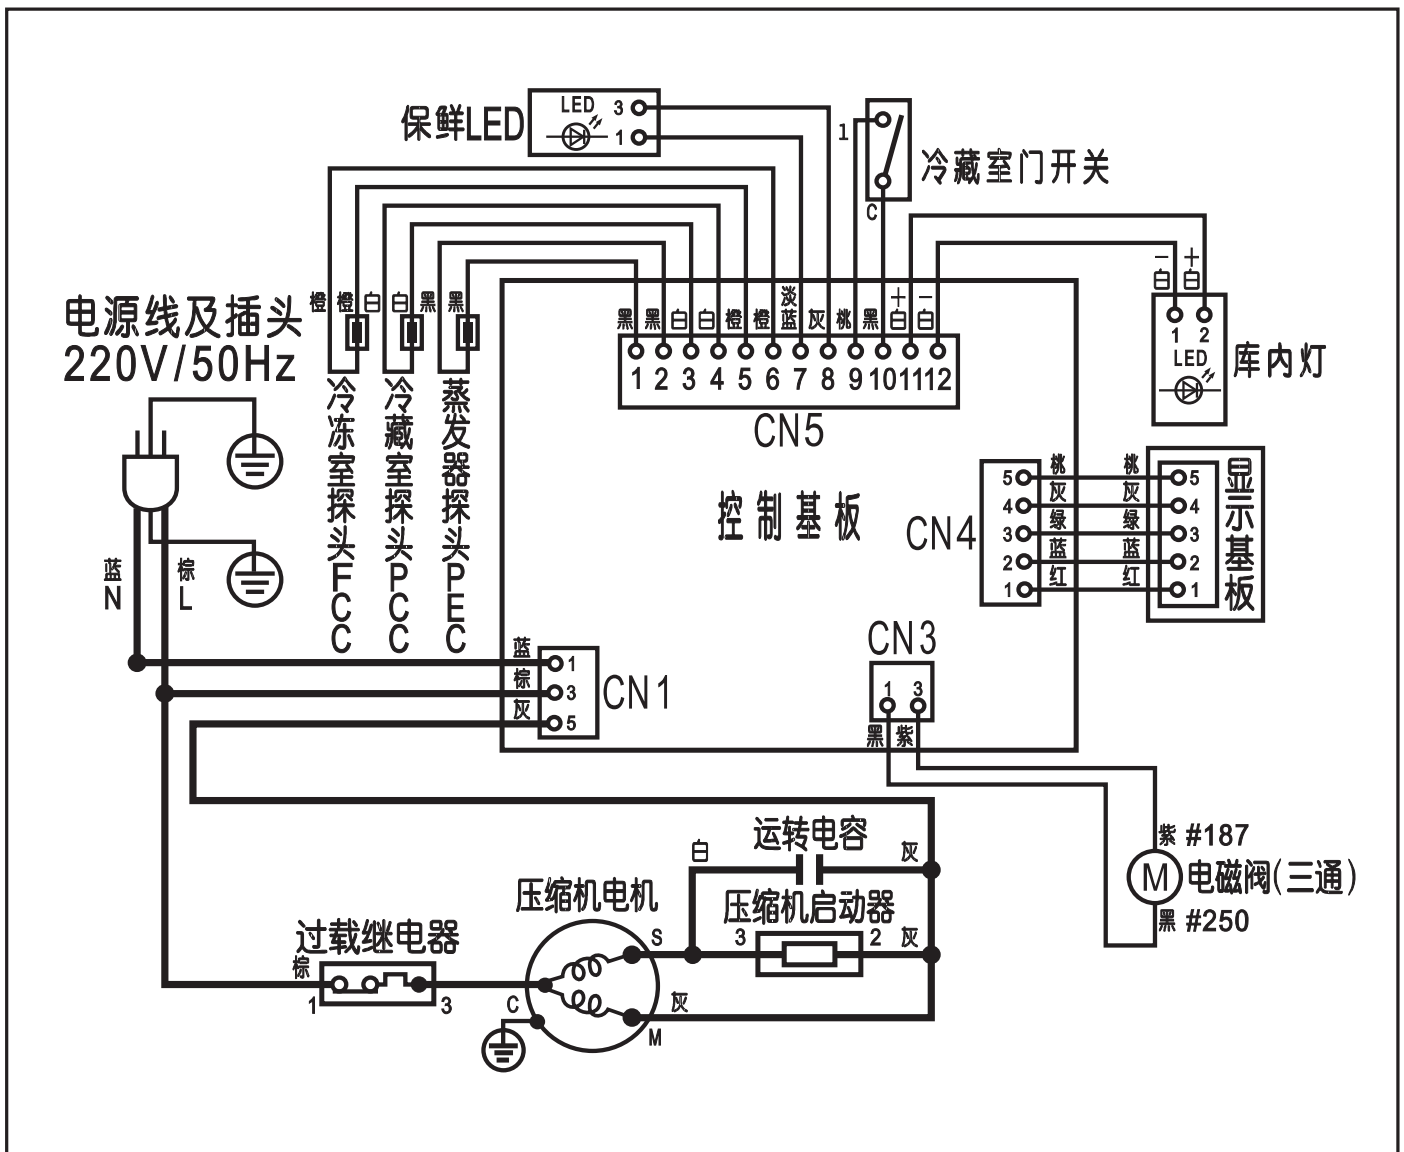 保鲜LED
LED
3
1
1
C
冷藏室门开关
电源线及插头
220V/50Hz
橙 橙 白 白 黑 黑
冷冻室探头FCC
冷藏室探头PCC
蒸发器探头PEC
黑 黑 白 白 橙 橙 淡蓝 灰 桃 黑 +白 -白
1 2 3 4 5 6 7 8 9 10 11 12
CN5
- +
白 白
1 2
LED
库内灯
控制基板
CN4
5 桃 桃 5
4 灰 灰 4
3 绿 绿 3
2 蓝 蓝 2
1 红 红 1
显示基板
蓝
N
棕
L
蓝 1
棕 3
灰 5
CN1
CN3
1 3
黑 紫
紫 #187
M
电磁阀(三通)
黑 #250
运转电容
白
灰
压缩机启动器
3
2
灰
压缩机电机
S
C
M
灰
过载继电器
棕
1
3